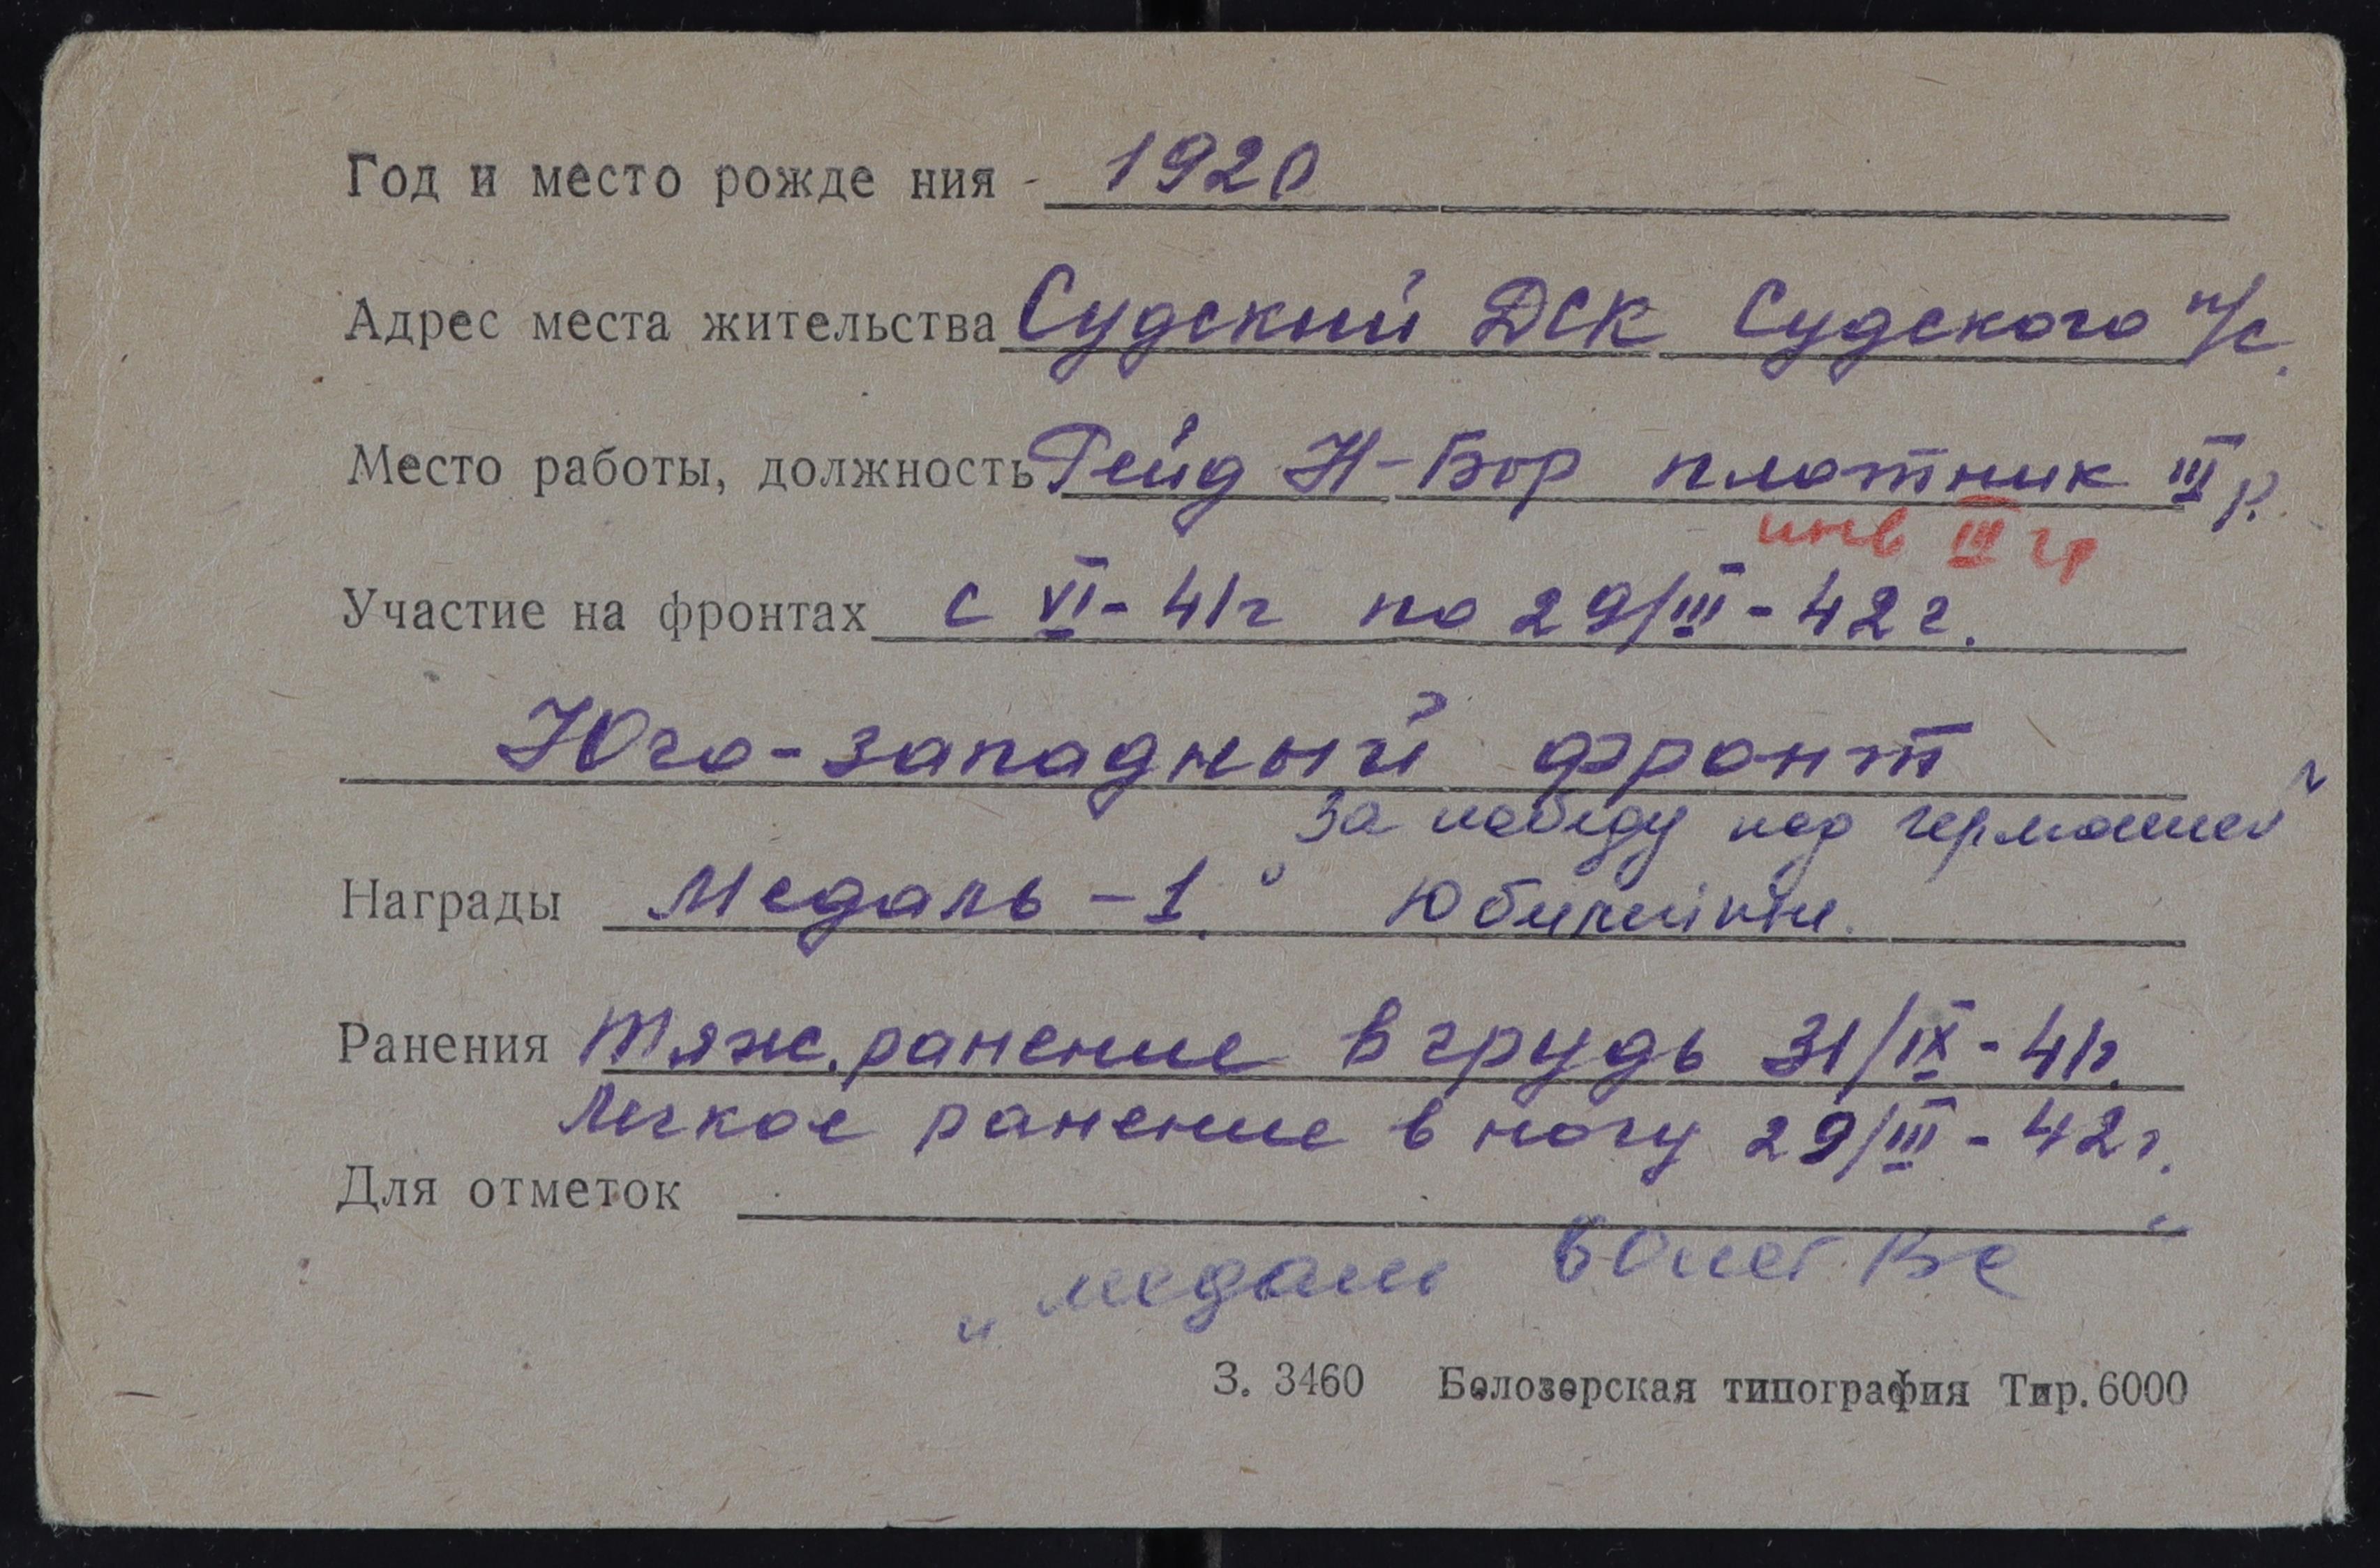 Год и место рожде ния - 1920
Адрес места жительства Судский ДСК Судского п/с.
Место работы, должность Рейд Н-Бор плотник III р.
инв III гр
Участие на фронтах с VI-41г по 29/III-42г.
Юго-западный фронт
За победу над германией"
Награды Медаль-1. " Юбилейн.
Ранения тяж. ранение в грудь 31/IX-41г.
Легкое ранение в ногу 29/III-42г.
Для отметок
„медаль
З. 3460 Белозерская типография Тир. 6000